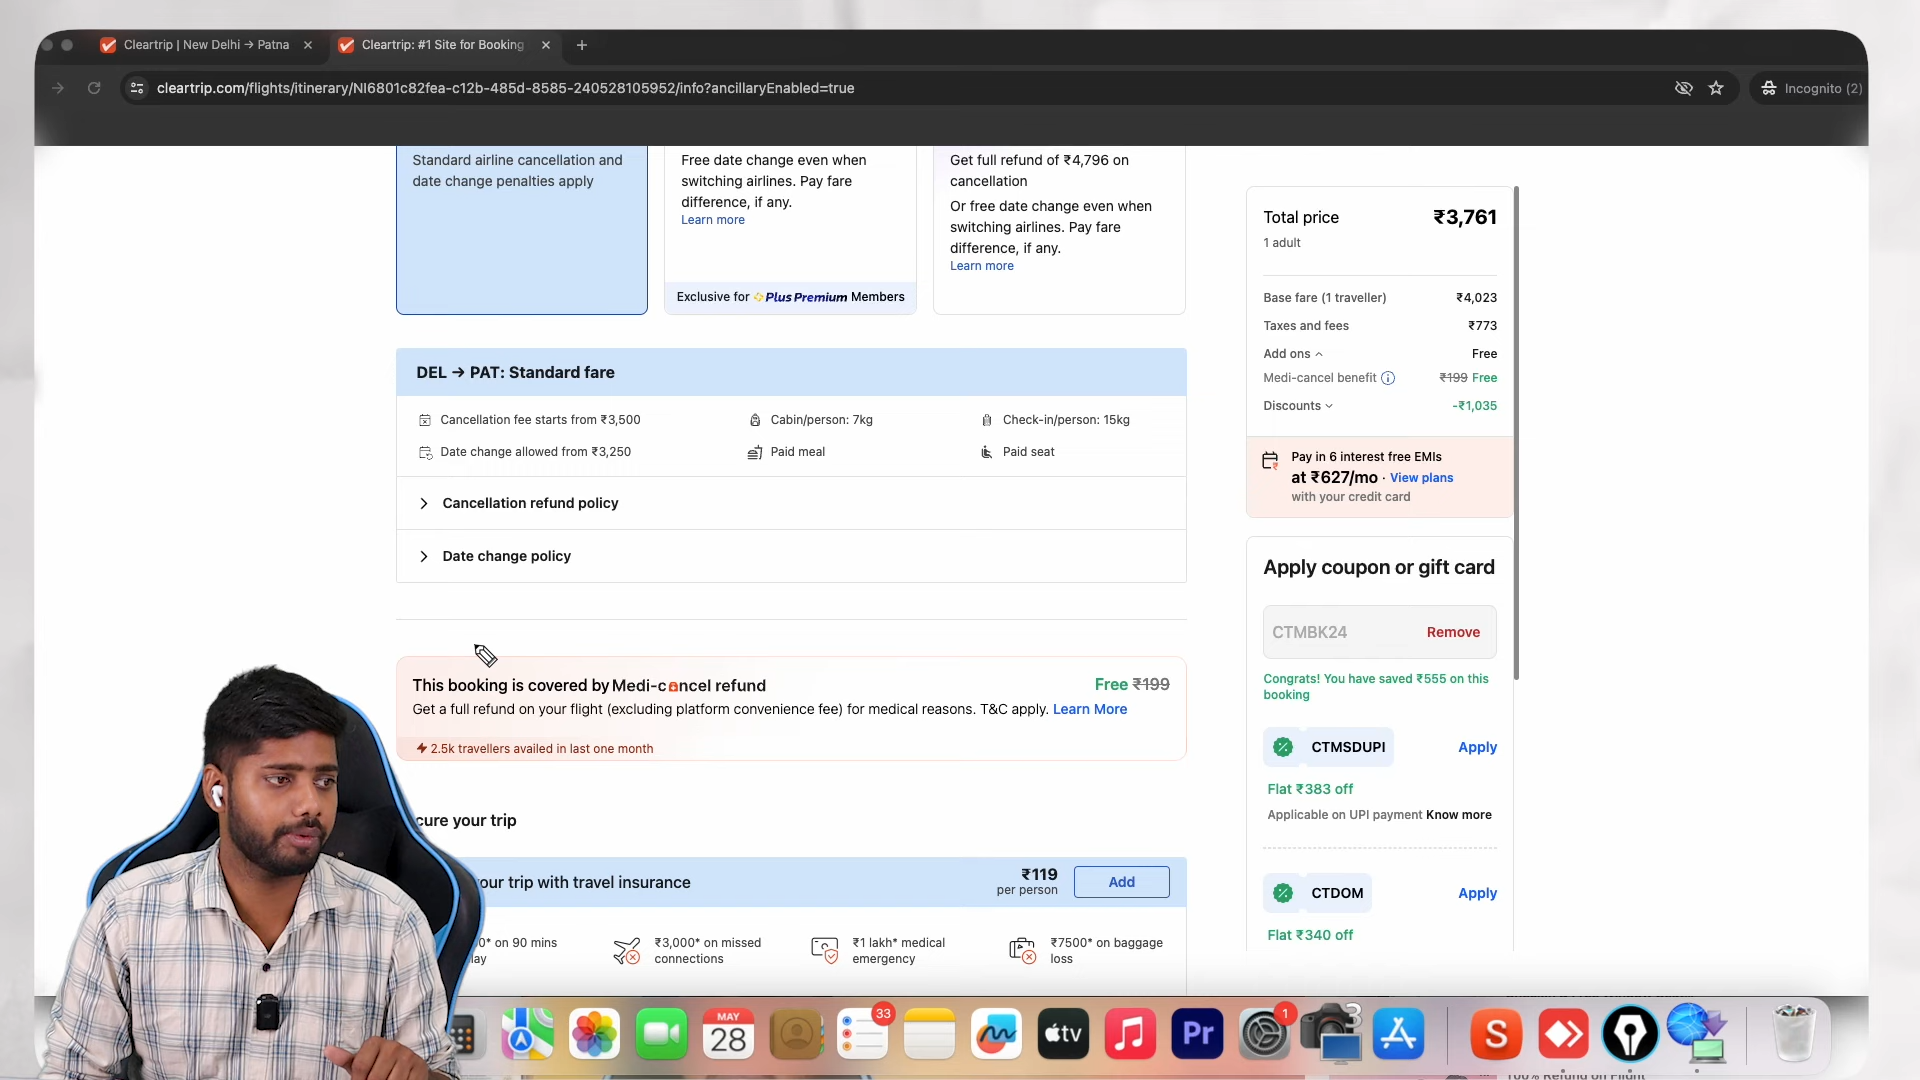 Cleartrip | New Delhi → Patna
Cleartrip: #1 Site for Booking
cleartrip.com/flights/itinerary/NI6801c82fea-c12b-485d-8585-240528105952/info?ancillaryEnabled=true
Incognito (2)
Standard airline cancellation and
date change penalties apply
Free date change even when
switching airlines. Pay fare
difference, if any.
Learn more
Exclusive for Plus Premium Members
Get full refund of ₹4,796 on
cancellation
Or free date change even when
switching airlines. Pay fare
difference, if any.
Learn more
DEL → PAT: Standard fare
Cancellation fee starts from ₹3,500
Cabin/person: 7kg
Check-in/person: 15kg
Date change allowed from ₹3,250
Paid meal
Paid seat
Cancellation refund policy
Date change policy
This booking is covered by Medi-cancel refund
Free ₹199
Get a full refund on your flight (excluding platform convenience fee) for medical reasons. T&C apply. Learn More
2.5k travellers availed in last one month
cure your trip
our trip with travel insurance
₹119
per person
Add
0* on 90 mins
lay
₹3,000* on missed
connections
₹1 lakh* medical
emergency
₹7500* on baggage
loss
Total price
₹3,761
1 adult
Base fare (1 traveller)
₹4,023
Taxes and fees
₹773
Add ons
Free
Medi-cancel benefit
₹199 Free
Discounts
-₹1,035
Pay in 6 interest free EMIs
at ₹627/mo · View plans
with your credit card
Apply coupon or gift card
CTMBK24
Remove
Congrats! You have saved ₹555 on this
booking
CTMSDUPI
Apply
Flat ₹383 off
Applicable on UPI payment Know more
CTDOM
Apply
Flat ₹340 off
MAY
28
33
tv
Pr
1
3
S
100% Refund on Flight